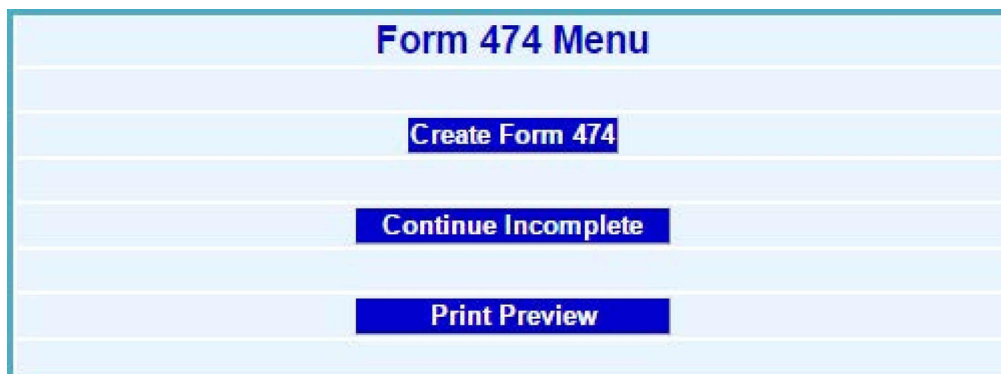 Form 474 Menu
Create Form 474
Continue Incomplete
Print Preview